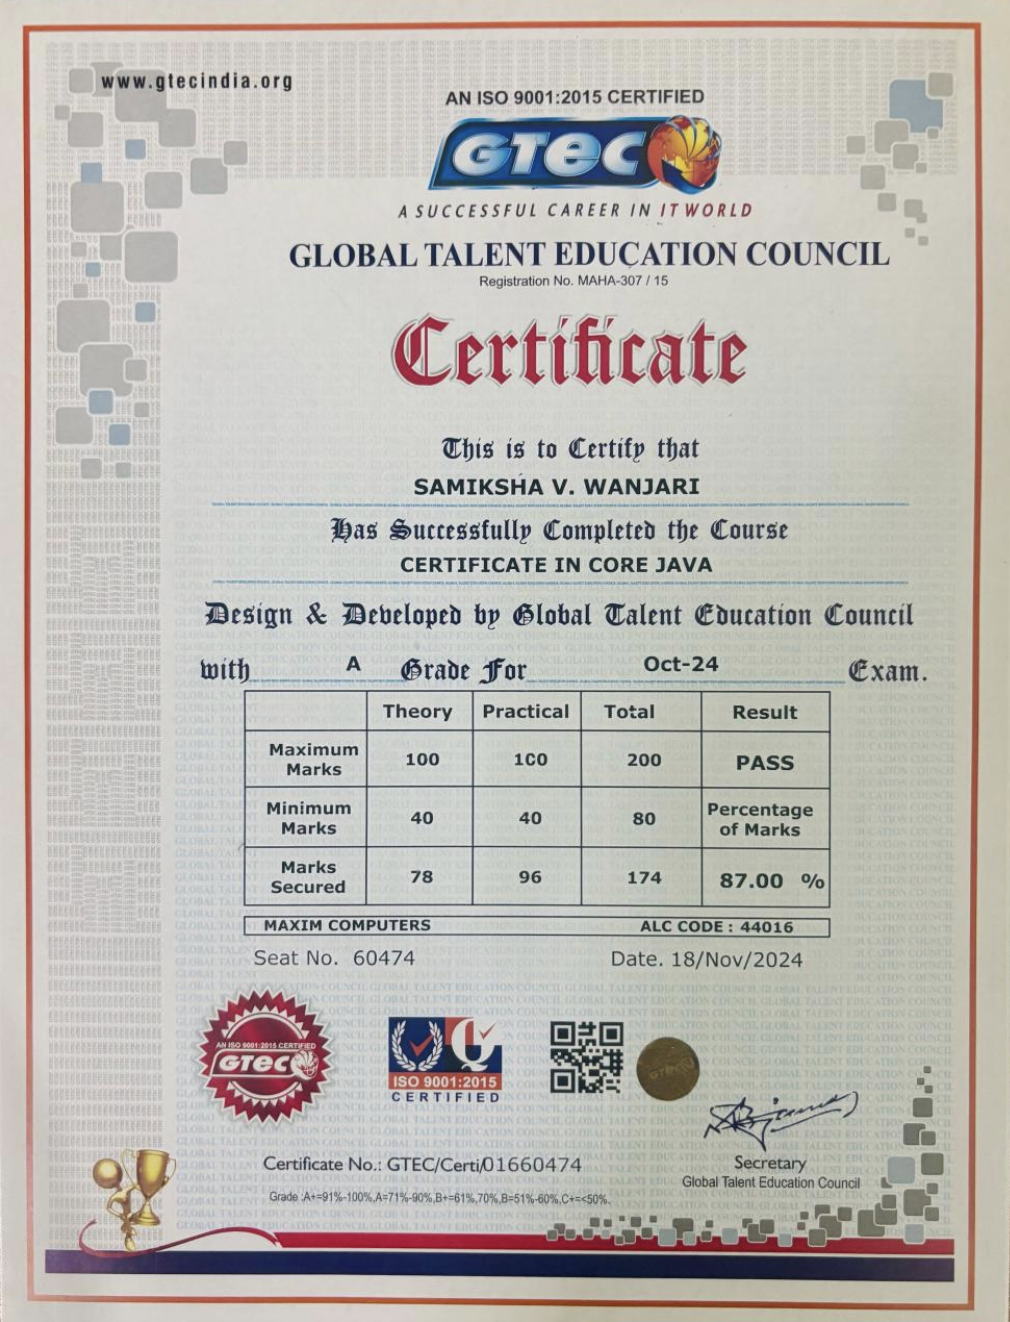 www.gtecindia.org
AN ISO 9001:2015 CERTIFIED
GTEC
A SUCCESSFUL CAREER IN IT WORLD
GLOBAL TALENT EDUCATION COUNCIL
Registration No. MAHA-307 / 15
Certificate
This is to Certify that
SAMIKSHA V. WANJARI
Has Successfully Completed the Course
CERTIFICATE IN CORE JAVA
Design & Developed by Global Talent Education Council
with A Grade For Oct-24 Exam.
Theory Practical Total Result
Maximum Marks 100 100 200 PASS
Minimum Marks 40 40 80 Percentage of Marks
Marks Secured 78 96 174 87.00 %
MAXIM COMPUTERS ALC CODE : 44016
Seat No. 60474 Date. 18/Nov/2024
AN ISO 9001:2015 CERTIFIED
GTEC
ISO 9001:2015
CERTIFIED
GTEC
Certificate No.: GTEC/Certi/01660474
Secretary
Global Talent Education Council
Grade :A+=91%-100%,A=71%-90%,B+=61%,70%,B=51%-60%,C+=<50%.